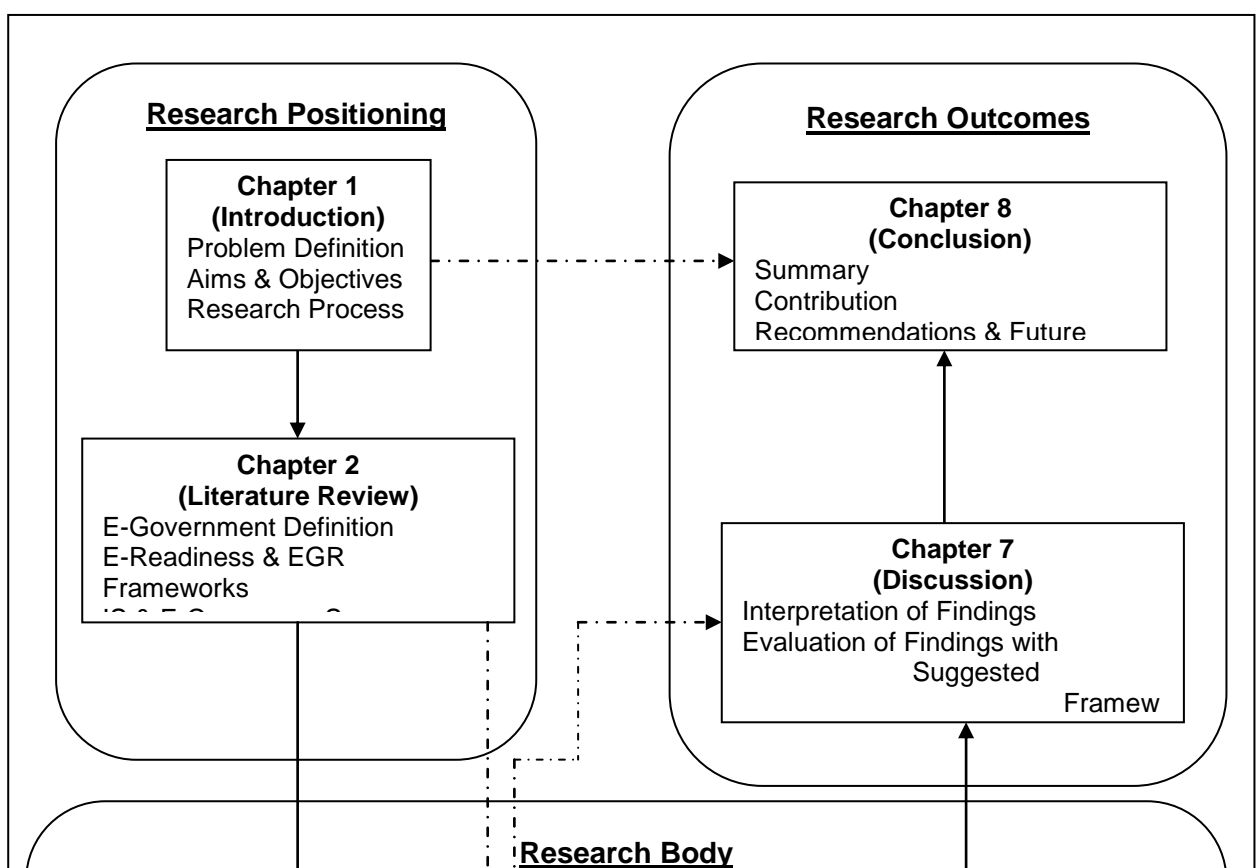 Research Positioning
Chapter 1
(Introduction)
Problem Definition
Aims & Objectives
Research Process
Chapter 2
(Literature Review)
E-Government Definition
E-Readiness & EGR
Frameworks
Research Outcomes
Chapter 8
(Conclusion)
Summary
Contribution
Recommendations & Future
Chapter 7
(Discussion)
Interpretation of Findings
Evaluation of Findings with
Suggested
Framew
Research Body